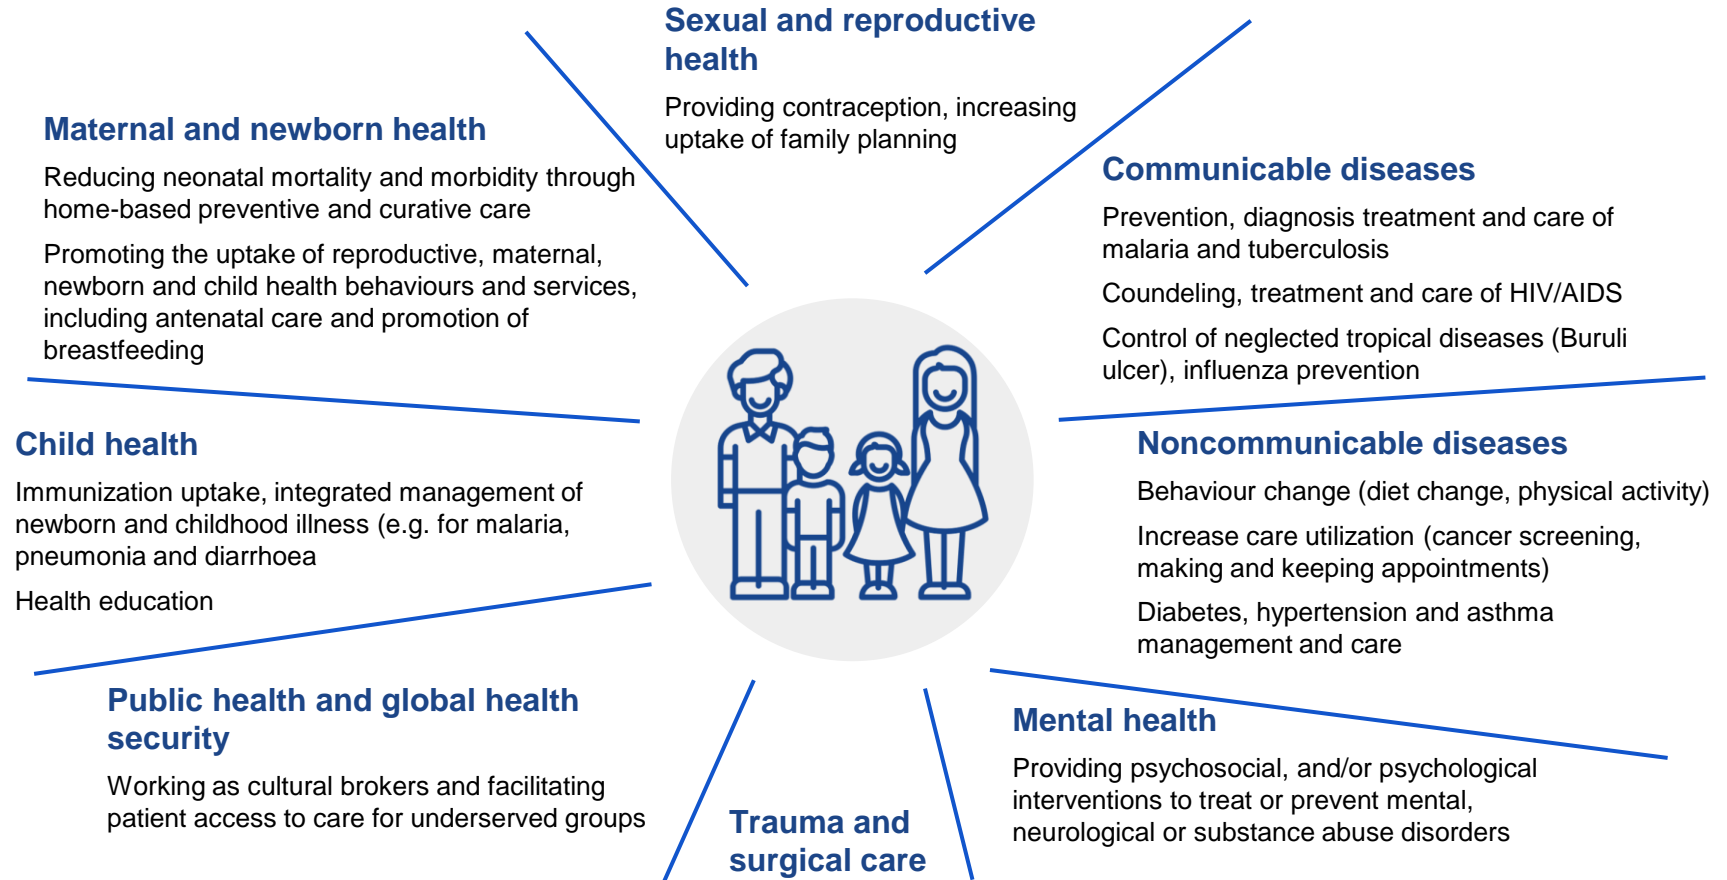 Sexual and reproductive
health
Providing contraception, increasing
uptake of family planning
Maternal and newborn health
Reducing neonatal mortality and morbidity through
home-based preventive and curative care
Promoting the uptake of reproductive, maternal,
newborn and child health behaviours and services,
including antenatal care and promotion of
breastfeeding
Communicable diseases
Prevention, diagnosis treatment and care of
malaria and tuberculosis
Coundeling, treatment and care of HIV/AIDS
Control of neglected tropical diseases (Buruli
ulcer), influenza prevention
Child health
Immunization uptake, integrated management of
newborn and childhood illness (e.g. for malaria,
pneumonia and diarrhoea
Health education
Noncommunicable diseases
Behaviour change (diet change, physical activity)
Increase care utilization (cancer screening,
making and keeping appointments)
Diabetes, hypertension and asthma
management and care
Public health and global health
security
Working as cultural brokers and facilitating
patient access to care for underserved groups
Mental health
Providing psychosocial, and/or psychological
interventions to treat or prevent mental,
neurological or substance abuse disorders
Trauma and
surgical care